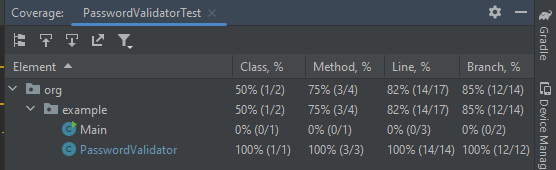 Coverage: PasswordValidatorTest
Element Class, % Method, % Line, % Branch, %
org 50% (1/2) 75% (3/4) 82% (14/17) 85% (12/14)
example 50% (1/2) 75% (3/4) 82% (14/17) 85% (12/14)
Main 0% (0/1) 0% (0/1) 0% (0/3) 0% (0/2)
PasswordValidator 100% (1/1) 100% (3/3) 100% (14/14) 100% (12/12)
Gradle
Device Manag